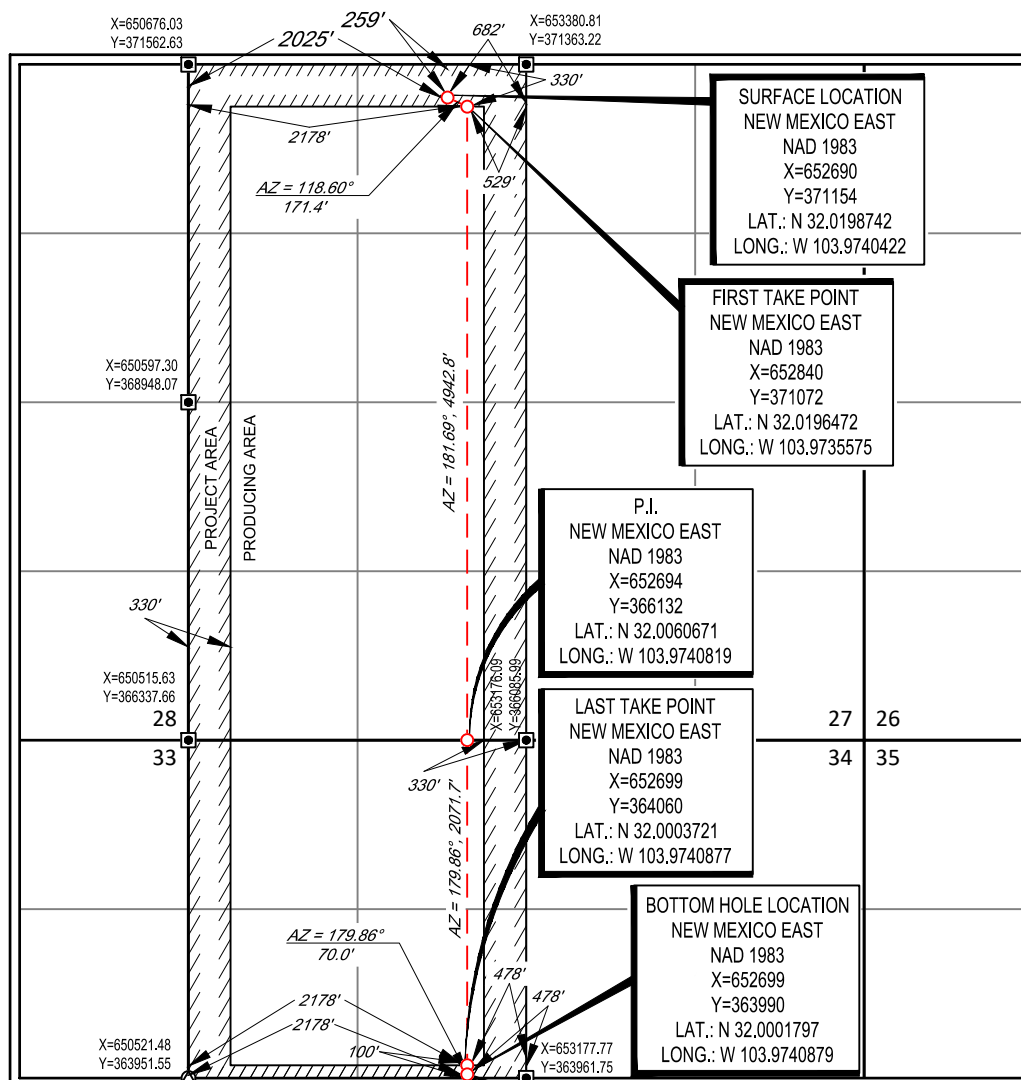 X=650676.03
Y=371562.63
259'
2025'
682'
X=653380.81
Y=371363.22
330'
2178'
529'
AZ = 118.60°
171.4'
SURFACE LOCATION
NEW MEXICO EAST
NAD 1983
X=652690
Y=371154
LAT.: N 32.0198742
LONG.: W 103.9740422
FIRST TAKE POINT
NEW MEXICO EAST
NAD 1983
X=652840
Y=371072
LAT.: N 32.0196472
LONG.: W 103.9735575
X=650597.30
Y=368948.07
AZ = 181.69°, 4942.8'
PROJECT AREA
PRODUCING AREA
P.I.
NEW MEXICO EAST
NAD 1983
X=652694
Y=366132
LAT.: N 32.0060671
LONG.: W 103.9740819
330'
X=650515.63
Y=366337.66
X=653176.09
Y=366085.99
28
33
27
26
34
35
330'
LAST TAKE POINT
NEW MEXICO EAST
NAD 1983
X=652699
Y=364060
LAT.: N 32.0003721
LONG.: W 103.9740877
AZ = 179.86°, 2071.7'
BOTTOM HOLE LOCATION
NEW MEXICO EAST
NAD 1983
X=652699
Y=363990
LAT.: N 32.0001797
LONG.: W 103.9740879
AZ = 179.86°
70.0'
478'
478'
2178'
2178'
100'
X=650521.48
Y=363951.55
X=653177.77
Y=363961.75